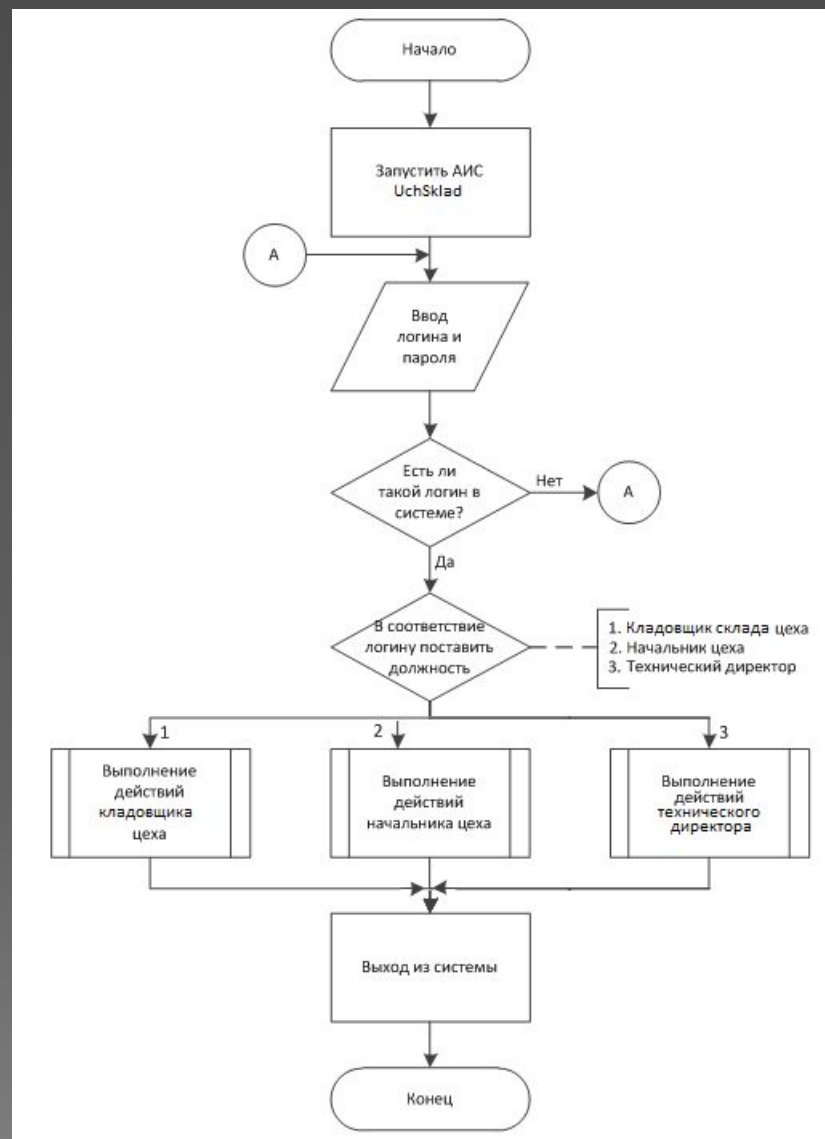 Начало
Запустить АИС
UchSklad
А
Ввод
логина и
пароля
Есть ли
такой логин в
системе?
Нет
А
Да
В соответствие
логину поставить
должность
1. Кладовщик склада цеха
2. Начальник цеха
3. Технический директор
1
2
3
Выполнение
действий
кладовщика
цеха
Выполнение
действий
начальника цеха
Выполнение
действий
технического
директора
Выход из системы
Конец